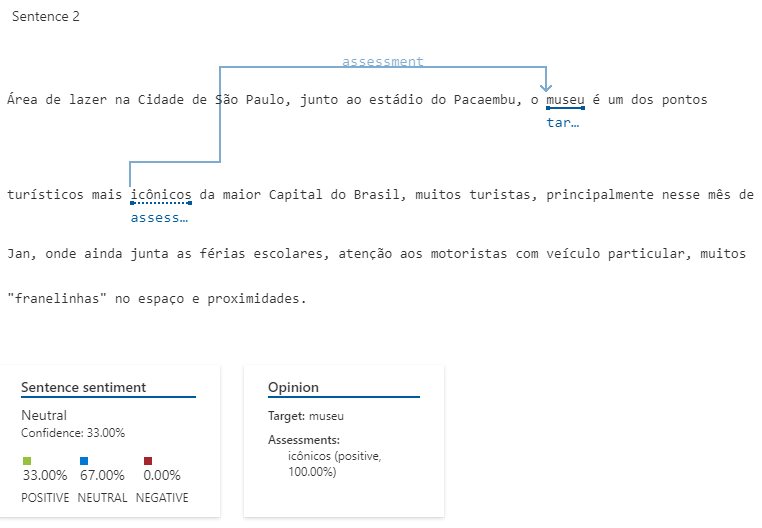 Sentence 2
assessment
Área de lazer na Cidade de São Paulo, junto ao estádio do Pacaembu, o museu é um dos pontos
tar…
turísticos mais icônicos da maior Capital do Brasil, muitos turistas, principalmente nesse mês de
assess…
Jan, onde ainda junta as férias escolares, atenção aos motoristas com veículo particular, muitos
"franelinhas" no espaço e proximidades.
Sentence sentiment
Neutral
Confidence: 33.00%
33.00% 67.00% 0.00%
POSITIVE NEUTRAL NEGATIVE
Opinion
Target: museu
Assessments:
icônicos (positive,
100.00%)